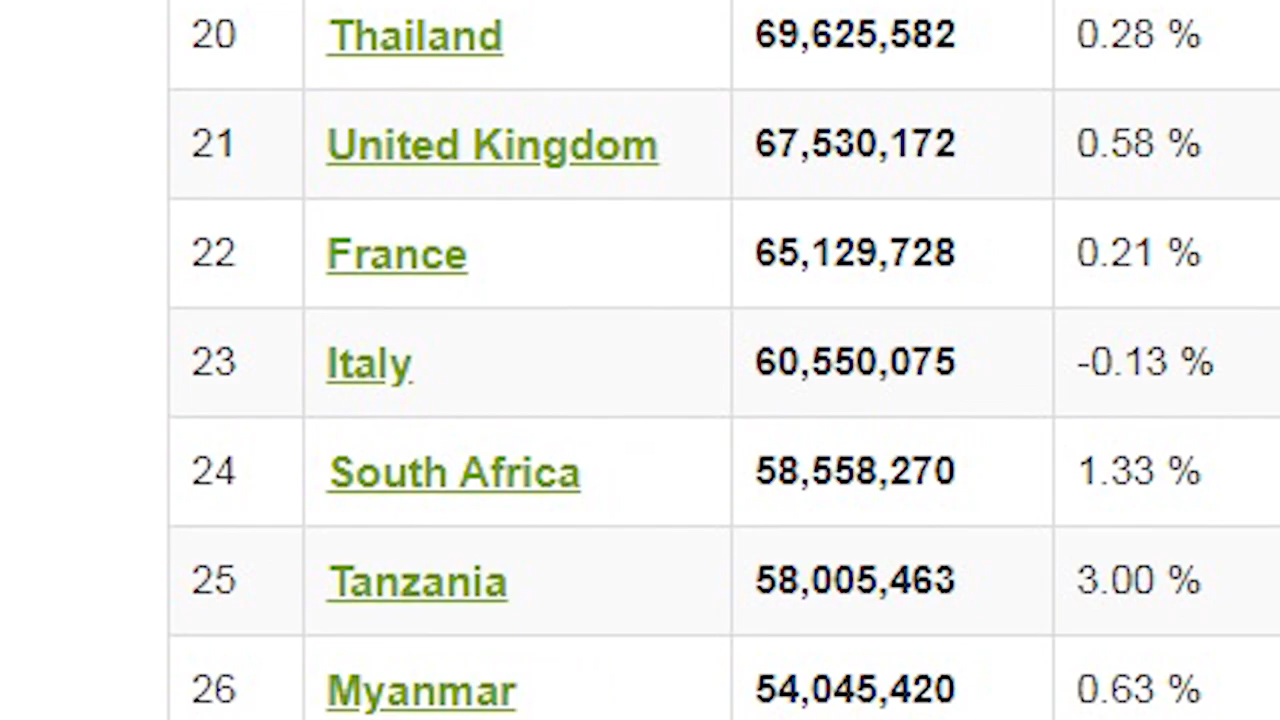 20 Thailand 69,625,582 0.28 %
21 United Kingdom 67,530,172 0.58 %
22 France 65,129,728 0.21 %
23 Italy 60,550,075 -0.13 %
24 South Africa 58,558,270 1.33 %
25 Tanzania 58,005,463 3.00 %
26 Myanmar 54,045,420 0.63 %